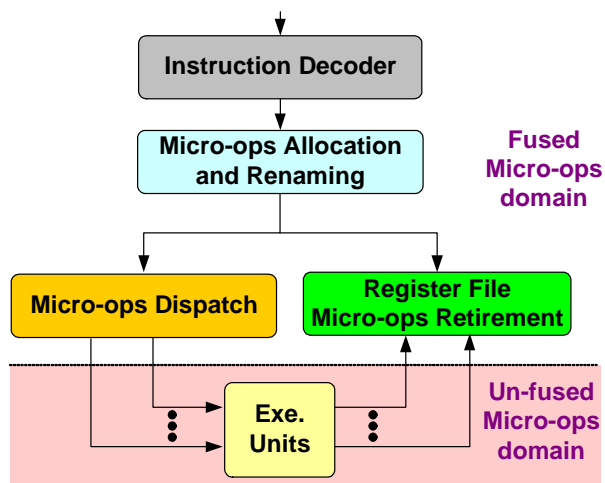 Instruction Decoder
Micro-ops Allocation
and Renaming
Fused
Micro-ops
domain
Micro-ops Dispatch
Register File
Micro-ops Retirement
Exe.
Units
Un-fused
Micro-ops
domain